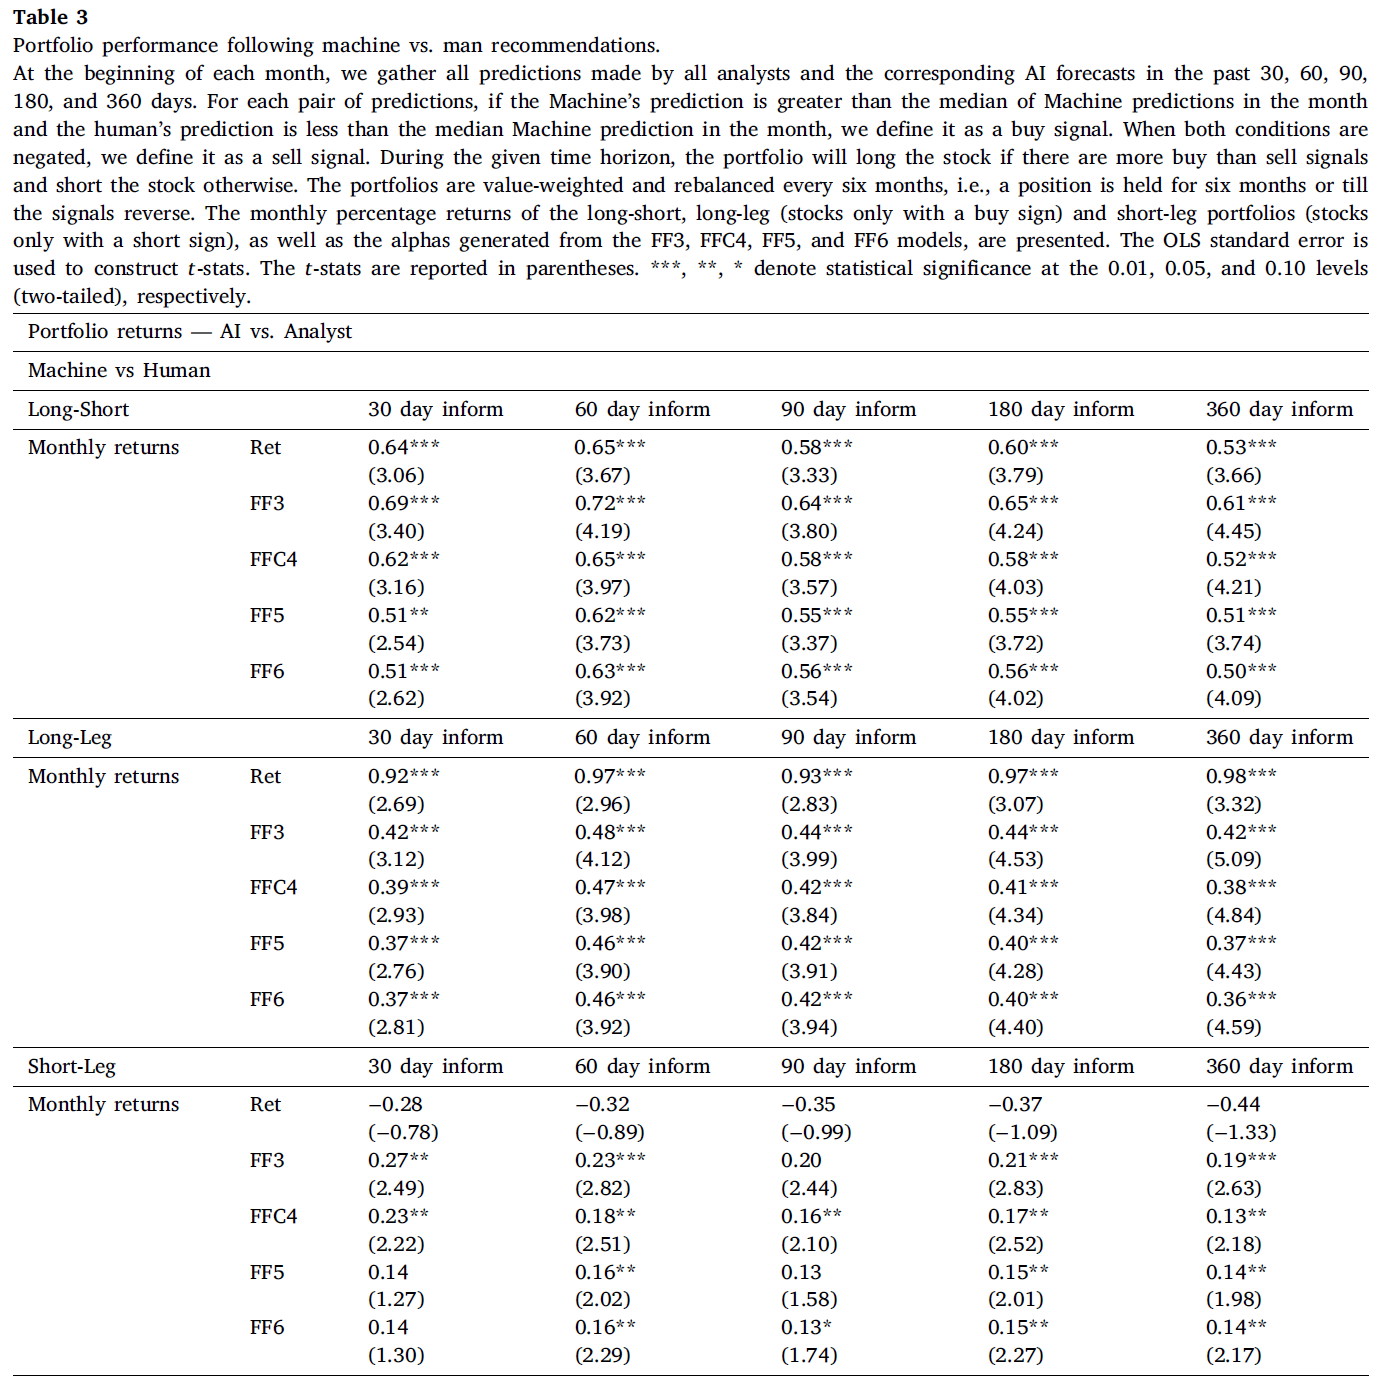 Table 3
Portfolio performance following machine vs. man recommendations.
At the beginning of each month, we gather all predictions made by all analysts and the corresponding AI forecasts in the past 30, 60, 90,
180, and 360 days. For each pair of predictions, if the Machine's prediction is greater than the median of Machine predictions in the month
and the human's prediction is less than the median Machine prediction in the month, we define it as a buy signal. When both conditions are
negated, we define it as a sell signal. During the given time horizon, the portfolio will long the stock if there are more buy than sell signals
and short the stock otherwise. The portfolios are value-weighted and rebalanced every six months, i.e., a position is held for six months or till
the signals reverse. The monthly percentage returns of the long-short, long-leg (stocks only with a buy sign) and short-leg portfolios (stocks
only with a short sign), as well as the alphas generated from the FF3, FFC4, FF5, and FF6 models, are presented. The OLS standard error is
used to construct t-stats. The t-stats are reported in parentheses. ***, **, * denote statistical significance at the 0.01, 0.05, and 0.10 levels
(two-tailed), respectively.
Portfolio returns — AI vs. Analyst
Machine vs Human
Long-Short 30 day inform 60 day inform 90 day inform 180 day inform 360 day inform
Monthly returns Ret 0.64*** 0.65*** 0.58*** 0.60*** 0.53***
(3.06) (3.67) (3.33) (3.79) (3.66)
FF3 0.69*** 0.72*** 0.64*** 0.65*** 0.61***
(3.40) (4.19) (3.80) (4.24) (4.45)
FFC4 0.62*** 0.65*** 0.58*** 0.58*** 0.52***
(3.16) (3.97) (3.57) (4.03) (4.21)
FF5 0.51** 0.62*** 0.55*** 0.55*** 0.51***
(2.54) (3.73) (3.37) (3.72) (3.74)
FF6 0.51*** 0.63*** 0.56*** 0.56*** 0.50***
(2.62) (3.92) (3.54) (4.02) (4.09)
Long-Leg 30 day inform 60 day inform 90 day inform 180 day inform 360 day inform
Monthly returns Ret 0.92*** 0.97*** 0.93*** 0.97*** 0.98***
(2.69) (2.96) (2.83) (3.07) (3.32)
FF3 0.42*** 0.48*** 0.44*** 0.44*** 0.42***
(3.12) (4.12) (3.99) (4.53) (5.09)
FFC4 0.39*** 0.47*** 0.42*** 0.41*** 0.38***
(2.93) (3.98) (3.84) (4.34) (4.84)
FF5 0.37*** 0.46*** 0.42*** 0.40*** 0.37***
(2.76) (3.90) (3.91) (4.28) (4.43)
FF6 0.37*** 0.46*** 0.42*** 0.40*** 0.36***
(2.81) (3.92) (3.94) (4.40) (4.59)
Short-Leg 30 day inform 60 day inform 90 day inform 180 day inform 360 day inform
Monthly returns Ret −0.28 −0.32 −0.35 −0.37 −0.44
(−0.78) (−0.89) (−0.99) (−1.09) (−1.33)
FF3 0.27** 0.23*** 0.20 0.21*** 0.19***
(2.49) (2.82) (2.44) (2.83) (2.63)
FFC4 0.23** 0.18** 0.16** 0.17** 0.13**
(2.22) (2.51) (2.10) (2.52) (2.18)
FF5 0.14 0.16** 0.13 0.15** 0.14**
(1.27) (2.02) (1.58) (2.01) (1.98)
FF6 0.14 0.16** 0.13* 0.15** 0.14**
(1.30) (2.29) (1.74) (2.27) (2.17)